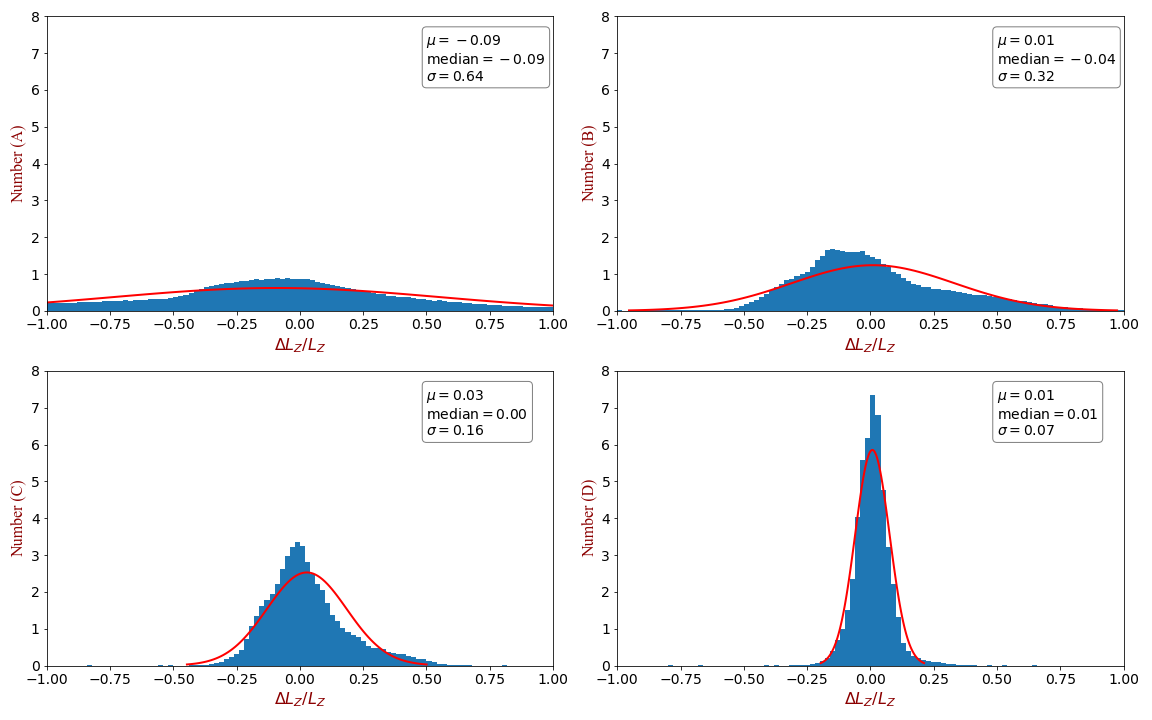 8
7
6
5
4
3
2
1
0
Number (A)
μ = −0.09
median = −0.09
σ = 0.64
−1.00 −0.75 −0.50 −0.25 0.00 0.25 0.50 0.75 1.00
ΔL_Z/L_Z
8
7
6
5
4
3
2
1
0
Number (B)
μ = 0.01
median = −0.04
σ = 0.32
−1.00 −0.75 −0.50 −0.25 0.00 0.25 0.50 0.75 1.00
ΔL_Z/L_Z
8
7
6
5
4
3
2
1
0
Number (C)
μ = 0.03
median = 0.00
σ = 0.16
−1.00 −0.75 −0.50 −0.25 0.00 0.25 0.50 0.75 1.00
ΔL_Z/L_Z
8
7
6
5
4
3
2
1
0
Number (D)
μ = 0.01
median = 0.01
σ = 0.07
−1.00 −0.75 −0.50 −0.25 0.00 0.25 0.50 0.75 1.00
ΔL_Z/L_Z